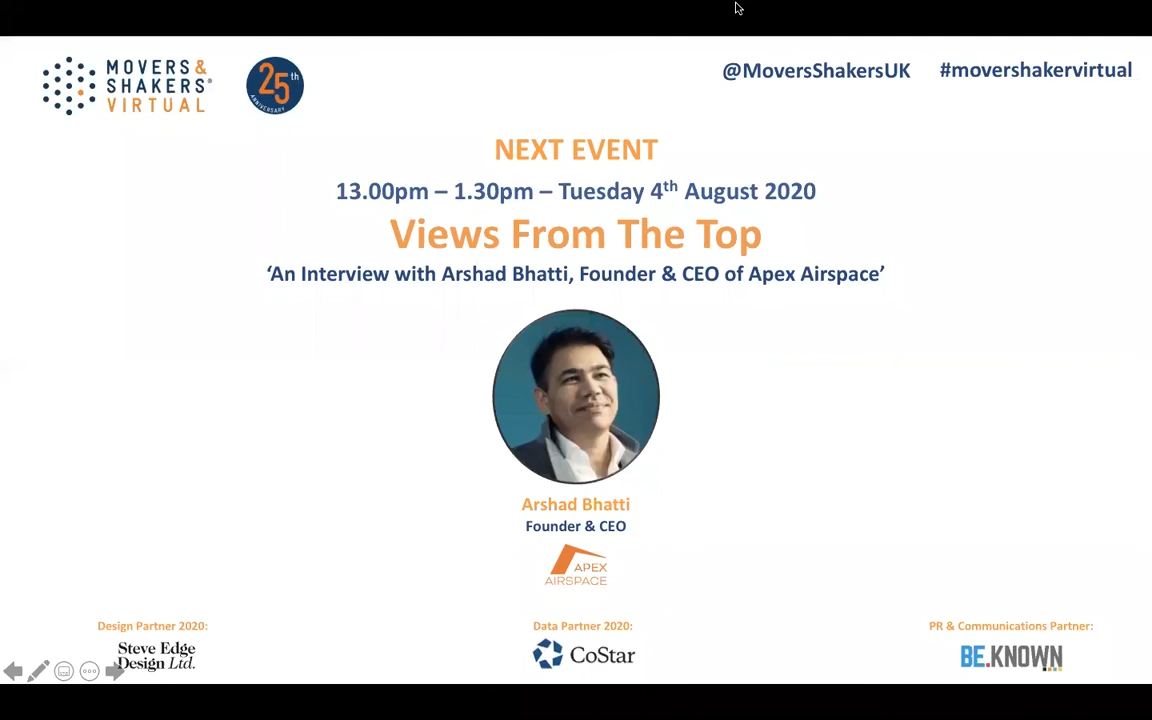 MOVERS&
SHAKERS®
VIRTUAL
25th
ANNIVERSARY
@MoversShakersUK #movershakervirtual
NEXT EVENT
13.00pm – 1.30pm – Tuesday 4th August 2020
Views From The Top
‘An Interview with Arshad Bhatti, Founder & CEO of Apex Airspace’
Arshad Bhatti
Founder & CEO
APEX
AIRSPACE
Design Partner 2020: Data Partner 2020: PR & Communications Partner:
Steve Edge
Design Ltd.
CoStar
BE.KNOWN